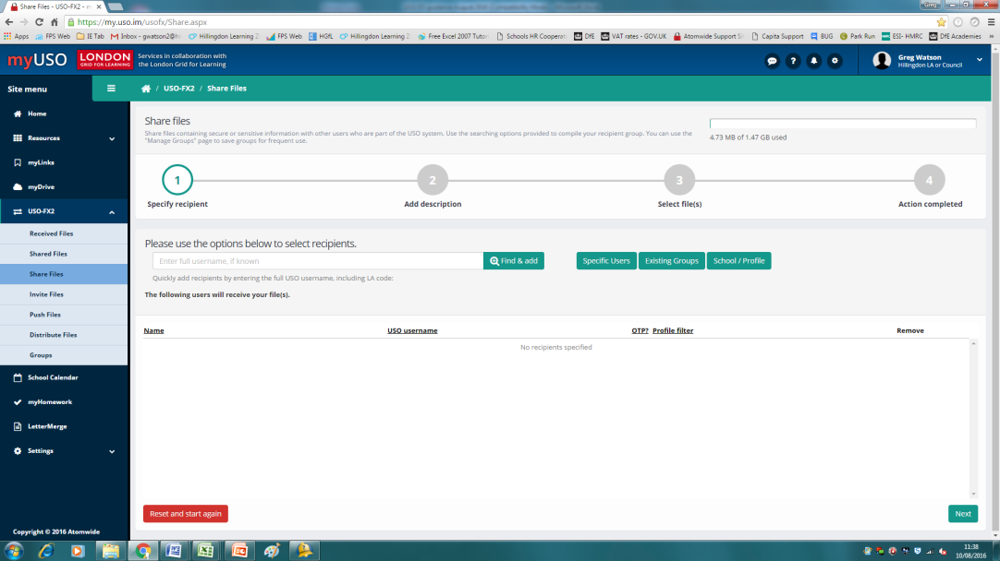 Share Files - USO-FX2 - m
Greg
https://my.uso.im/usofx/Share.aspx
Apps FPS Web IE Tab Inbox - gwatson2@hi Hillingdon Learning 2 FPS Web HGfL Hillingdon Learning 2 Free Excel 2007 Tutor Schools HR Cooperat DfE VAT rates - GOV.UK Atomwide Support Si Capita Support BUG Park Run ESI- HMRC DfE Academies »
myUSO LONDON GRID FOR LEARNING
Services in collaboration with
the London Grid for Learning
Greg Watson
Hillingdon LA or Council
Site menu
/ USO-FX2 / Share Files
Home
Resources
myLinks
myDrive
USO-FX2
Received Files
Shared Files
Share Files
Invite Files
Push Files
Distribute Files
Groups
School Calendar
myHomework
LetterMerge
Settings
Copyright © 2016 Atomwide
Share files
Share files containing secure or sensitive information with other users who are part of the USO system. Use the searching options provided to compile your recipient group. You can use the
"Manage Groups" page to save groups for frequent use.
4.73 MB of 1.47 GB used
1 2 3 4
Specify recipient Add description Select file(s) Action completed
Please use the options below to select recipients.
Enter full username, if known Find & add Specific Users Existing Groups School / Profile
Quickly add recipients by entering the full USO username, including LA code:
The following users will receive your file(s).
Name USO username OTP? Profile filter Remove
No recipients specified
Reset and start again Next
11:38
10/08/2016